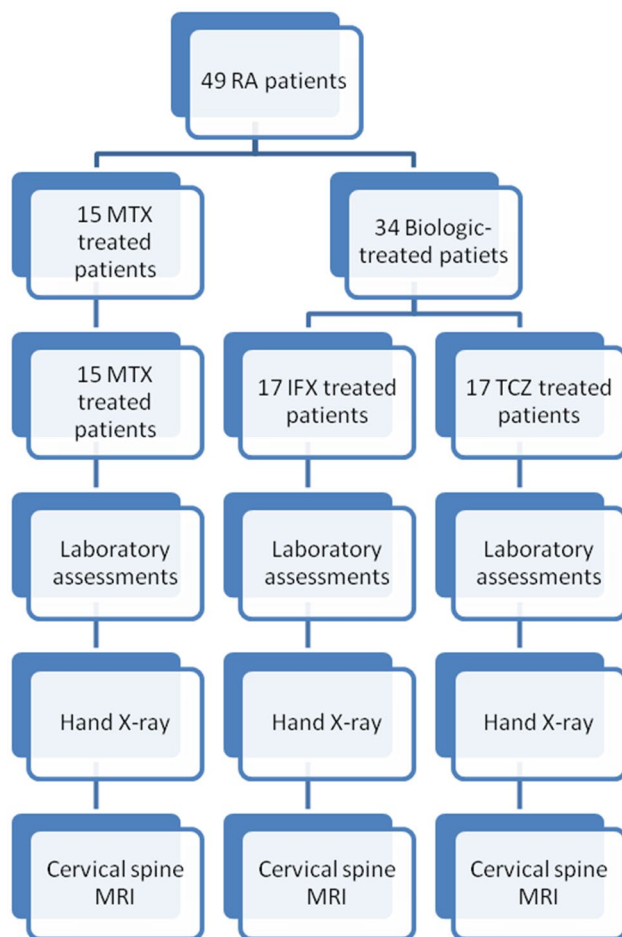 49 RA patients
15 MTX
treated
patients
34 Biologic-
treated patiets
15 MTX
treated
patients
17 IFX treated
patients
17 TCZ treated
patients
Laboratory
assessments
Laboratory
assessments
Laboratory
assessments
Hand X-ray
Hand X-ray
Hand X-ray
Cervical spine
MRI
Cervical spine
MRI
Cervical spine
MRI